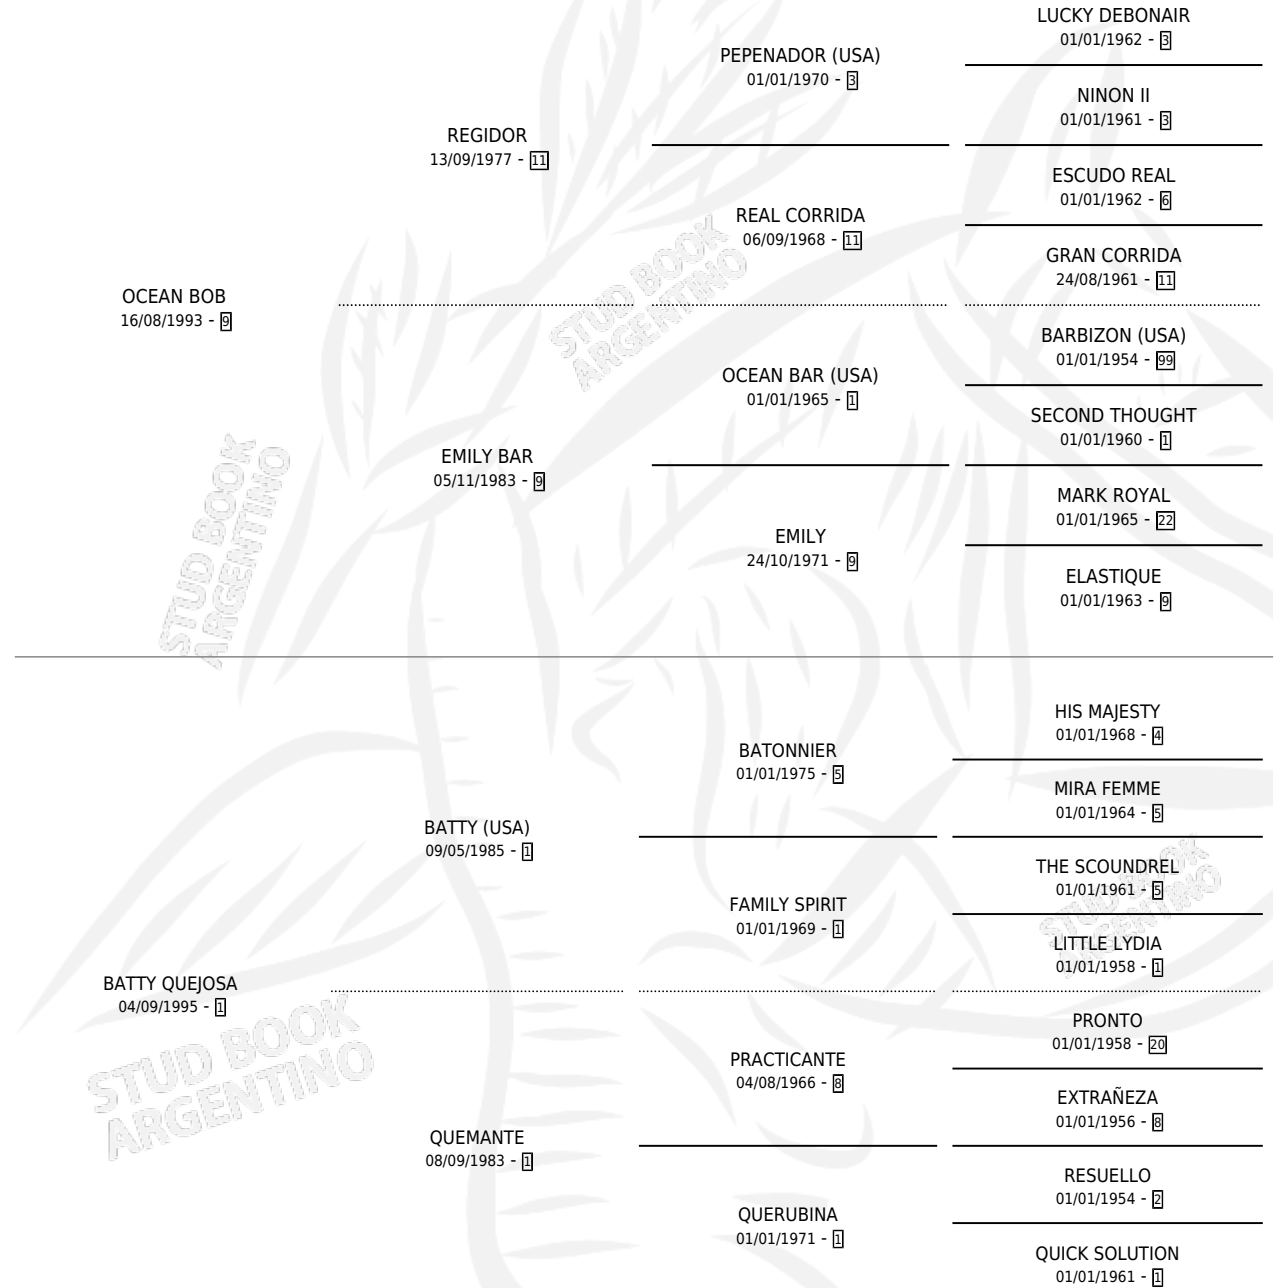 LUCKY DEBONAIR
01/01/1962 - 3
PEPENADOR (USA)
01/01/1970 - 3
NINON II
01/01/1961 - 3
REGIDOR
13/09/1977 - 11
ESCUDO REAL
01/01/1962 - 6
REAL CORRIDA
06/09/1968 - 11
GRAN CORRIDA
24/08/1961 - 11
OCEAN BOB
16/08/1993 - 9
BARBIZON (USA)
01/01/1954 - 99
OCEAN BAR (USA)
01/01/1965 - 1
SECOND THOUGHT
01/01/1960 - 1
EMILY BAR
05/11/1983 - 9
MARK ROYAL
01/01/1965 - 22
EMILY
24/10/1971 - 9
ELASTIQUE
01/01/1963 - 9
STUD BOOK
ARGENTINO
STUD BOOK
ARGENTINO
HIS MAJESTY
01/01/1968 - 4
BATONNIER
01/01/1975 - 5
MIRA FEMME
01/01/1964 - 5
BATTY (USA)
09/05/1985 - 1
THE SCOUNDREL
01/01/1961 - 5
FAMILY SPIRIT
01/01/1969 - 1
LITTLE LYDIA
01/01/1958 - 1
STUD BOOK
ARGENTINO
BATTY QUEJOSA
04/09/1995 - 1
PRONTO
01/01/1958 - 20
PRACTICANTE
04/08/1966 - 8
EXTRAÑEZA
01/01/1956 - 8
STUD BOOK
ARGENTINO
QUEMANTE
08/09/1983 - 1
RESUELLO
01/01/1954 - 2
QUERUBINA
01/01/1971 - 1
QUICK SOLUTION
01/01/1961 - 1